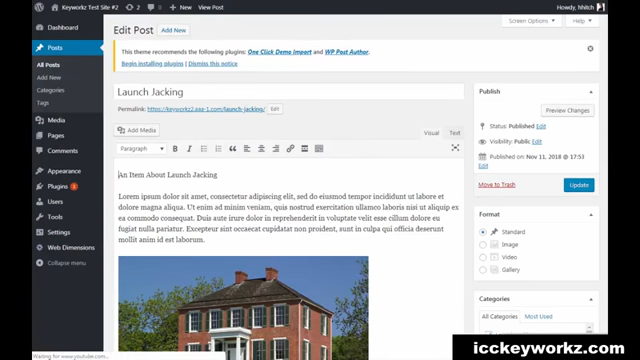 Keyworkz Test Site #2 2 0 + New View Post Howdy, hhitch
Dashboard
Posts
All Posts
Add New
Categories
Tags
Media
Pages
Comments
Appearance
Plugins
Users
Tools
Settings
Web Dimensions
Collapse menu
Edit Post Add New
Screen Options Help
This theme recommends the following plugins: One Click Demo Import and WP Post Author.
Begin installing plugins | Dismiss this notice
Launch Jacking
Permalink: https://keyworkz2.aaa-1.com/launch-jacking/ Edit
Add Media
Visual Text
Paragraph
An Item About Launch Jacking
Lorem ipsum dolor sit amet, consectetur adipiscing elit, sed do eiusmod tempor incididunt ut labore et
dolore magna aliqua. Ut enim ad minim veniam, quis nostrud exercitation ullamco laboris nisi ut aliquip ex
ea commodo consequat. Duis aute irure dolor in reprehenderit in voluptate velit esse cillum dolore eu
fugiat nulla pariatur. Excepteur sint occaecat cupidatat non proident, sunt in culpa qui officia deserunt
mollit anim id est laborum.
Publish
Preview Changes
Status: Published Edit
Visibility: Public Edit
Published on: Nov 11, 2018 @ 17:53
Edit
Move to Trash
Update
Format
Standard
Image
Video
Gallery
Categories
All Categories Most Used
Waiting for www.youtube.com...
icckeyworkz.com